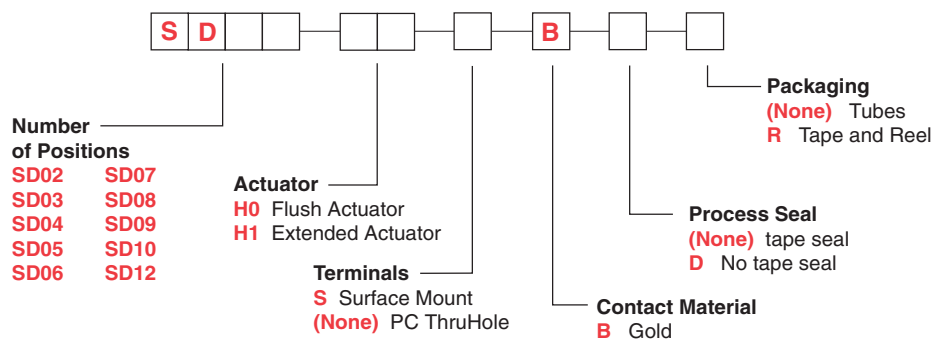 S D B
Number
of Positions
SD02 SD07
SD03 SD08
SD04 SD09
SD05 SD10
SD06 SD12
Actuator
H0 Flush Actuator
H1 Extended Actuator
Terminals
S Surface Mount
(None) PC ThruHole
Contact Material
B Gold
Process Seal
(None) tape seal
D No tape seal
Packaging
(None) Tubes
R Tape and Reel